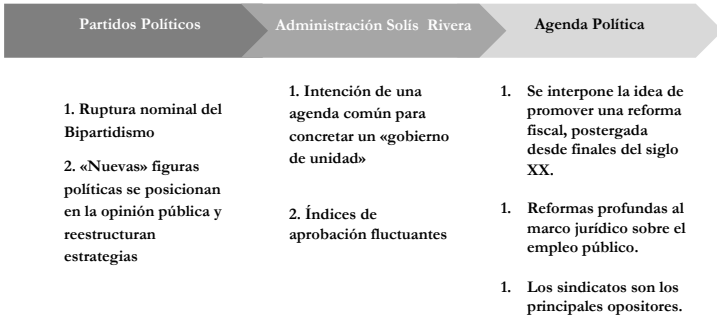 Partidos Políticos
Administración Solís Rivera
Agenda Política
1. Ruptura nominal del
Bipartidismo
2. «Nuevas» figuras
políticas se posicionan
en la opinión pública y
reestructuran
estrategias
1. Intención de una
agenda común para
concretar un «gobierno
de unidad»
2. Índices de
aprobación fluctuantes
1. Se interpone la idea de
promover una reforma
fiscal, postergada
desde finales del siglo
XX.
1. Reformas profundas al
marco jurídico sobre el
empleo público.
1. Los sindicatos son los
principales opositores.